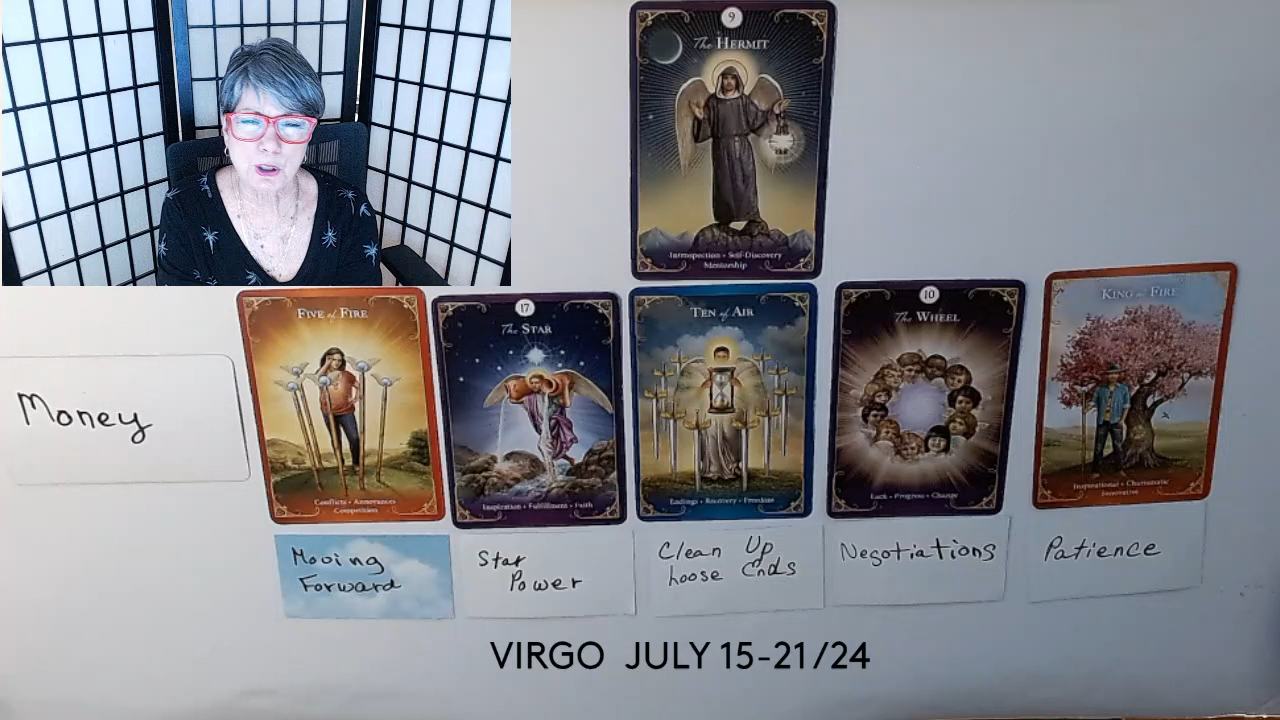 9
The HERMIT
Introspection • Self-Discovery
Mentorship
Money
FIVE of FIRE
Conflicts • Annoyances
Competition
17
The STAR
Inspiration • Fulfillment • Faith
TEN of AIR
Endings • Recovery • Freedom
10
The WHEEL
Luck • Progress • Change
KING of FIRE
Inspirational • Charismatic
Innovative
Moving
Forward
Star
Power
Clean Up
Loose Ends
Negotiations
Patience
VIRGO JULY 15-21/24